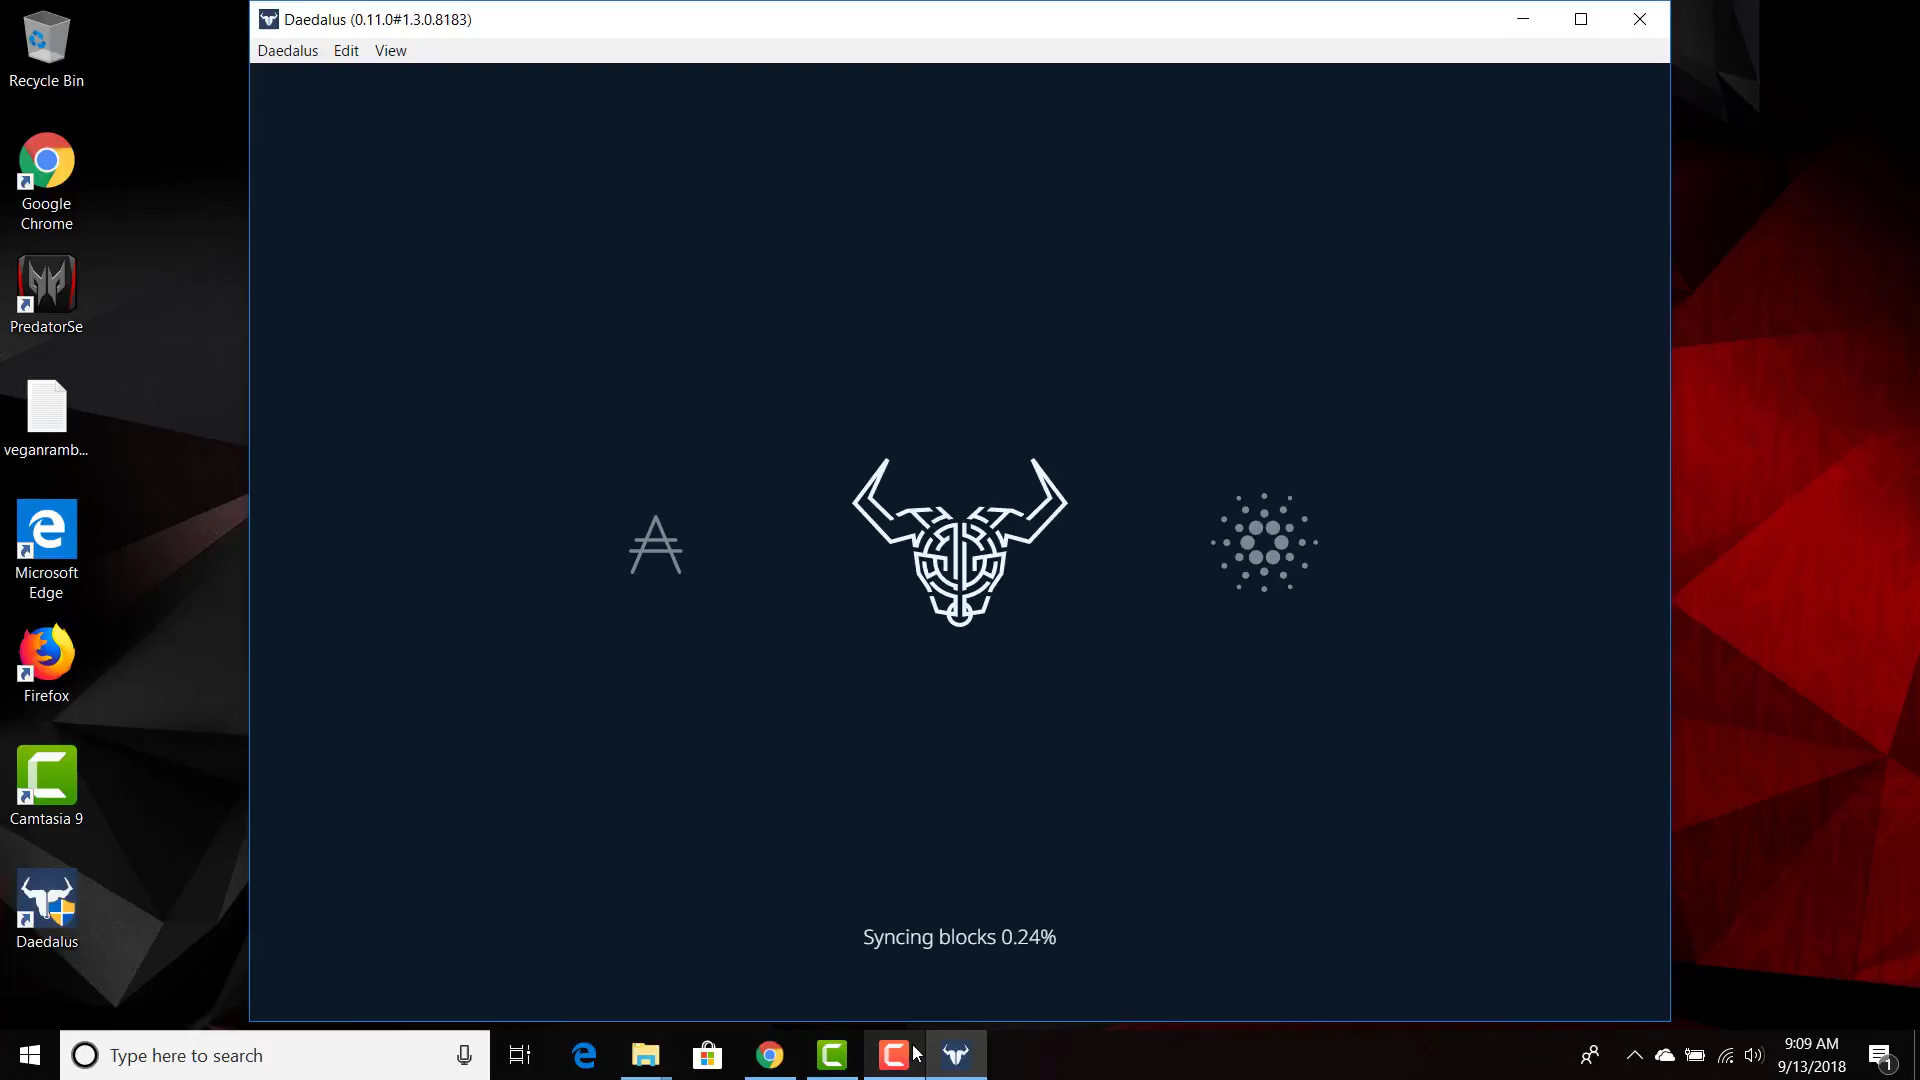 Daedalus (0.11.0#1.3.0.8183)
Daedalus Edit View
Recycle Bin
Google
Chrome
PredatorSe
veganramb...
Microsoft
Edge
Firefox
Camtasia 9
Daedalus
Syncing blocks 0.24%
Type here to search
9:09 AM
9/13/2018
1